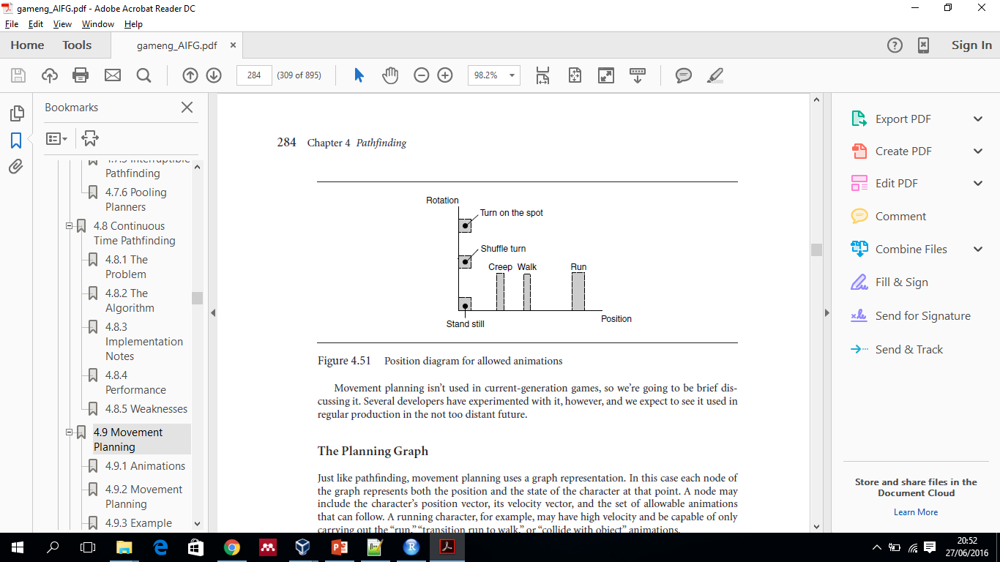 gameng_AIFG.pdf - Adobe Acrobat Reader DC
File Edit View Window Help
Home Tools gameng_AIFG.pdf × Sign In
284 (309 of 895) 98.2%
Bookmarks
4.7.5 Interruptible
Pathfinding
4.7.6 Pooling
Planners
4.8 Continuous
Time Pathfinding
4.8.1 The
Problem
4.8.2 The
Algorithm
4.8.3
Implementation
Notes
4.8.4
Performance
4.8.5 Weaknesses
4.9 Movement
Planning
4.9.1 Animations
4.9.2 Movement
Planning
4.9.3 Example
284 Chapter 4 Pathfinding
Rotation
Turn on the spot
Shuffle turn
Creep Walk Run
Position
Stand still
Figure 4.51 Position diagram for allowed animations
Movement planning isn't used in current-generation games, so we're going to be brief dis-
cussing it. Several developers have experimented with it, however, and we expect to see it used in
regular production in the not too distant future.
The Planning Graph
Just like pathfinding, movement planning uses a graph representation. In this case each node of
the graph represents both the position and the state of the character at that point. A node may
include the character's position vector, its velocity vector, and the set of allowable animations
that can follow. A running character, for example, may have high velocity and be capable of only
carrying out the "run," "transition run to walk," or "collide with object" animations.
Export PDF
Create PDF
Edit PDF
Comment
Combine Files
Fill & Sign
Send for Signature
Send & Track
Store and share files in the
Document Cloud
Learn More
20:52
27/06/2016